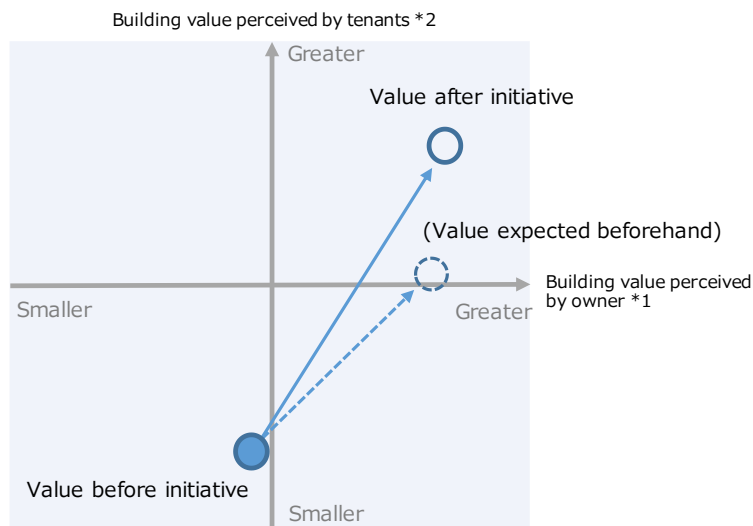 Building value perceived by tenants *2
Greater
Value after initiative
(Value expected beforehand)
Building value perceived
by owner *1
Smaller
Greater
Value before initiative
Smaller